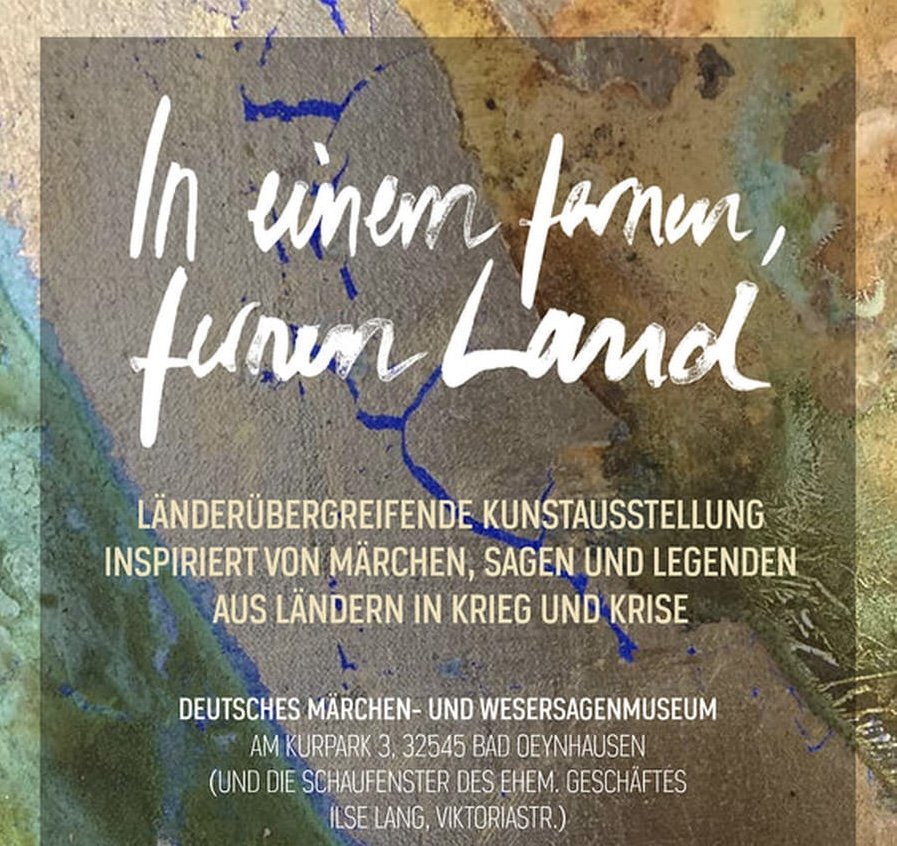 In einem fernen,
fernen Land
LÄNDERÜBERGREIFENDE KUNSTAUSSTELLUNG
INSPIRIERT VON MÄRCHEN, SAGEN UND LEGENDEN
AUS LÄNDERN IN KRIEG UND KRISE
DEUTSCHES MÄRCHEN- UND WESERSAGENMUSEUM
AM KURPARK 3, 32545 BAD OEYNHAUSEN
(UND DIE SCHAUFENSTER DES EHEM. GESCHÄFTES
ILSE LANG, VIKTORIASTR.)